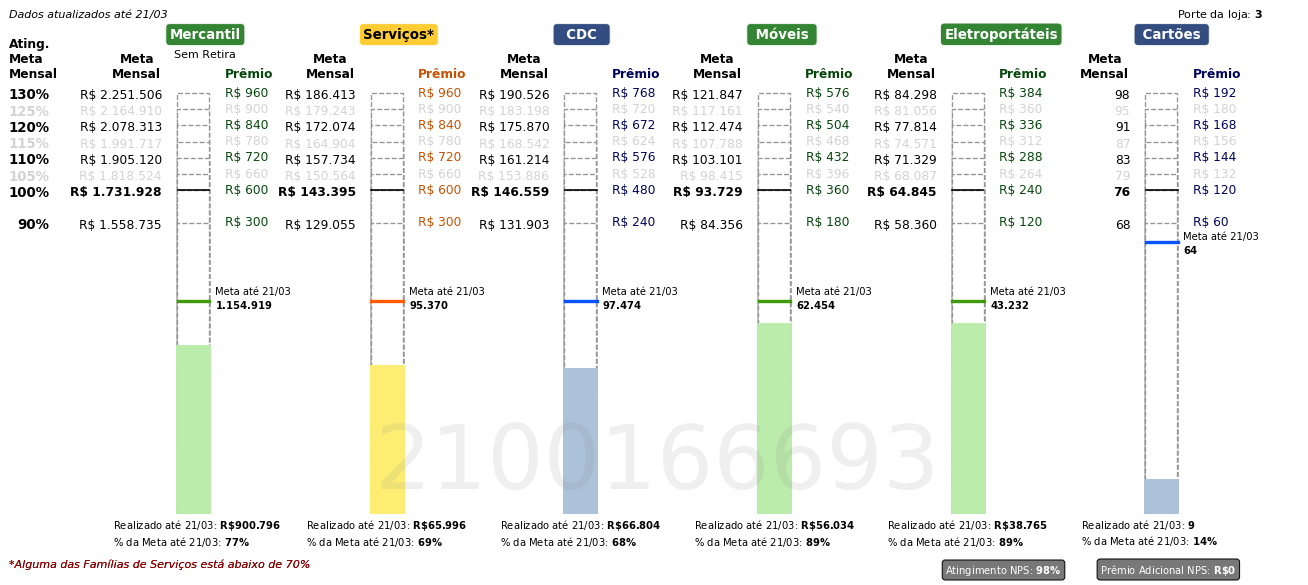 Dados atualizados até 21/03
Porte da loja: 3
Mercantil Serviços* CDC Móveis Eletroportáteis Cartões
Sem Retira
Ating. Meta Mensal
Meta Mensal Prêmio Meta Mensal Prêmio Meta Mensal Prêmio Meta Mensal Prêmio Meta Mensal Prêmio Meta Mensal Prêmio
130% R$ 2.251.506 R$ 960 R$ 186.413 R$ 960 R$ 190.526 R$ 768 R$ 121.847 R$ 576 R$ 84.298 R$ 384 98 R$ 192
125% R$ 2.164.910 R$ 900 R$ 179.243 R$ 900 R$ 183.198 R$ 720 R$ 117.161 R$ 540 R$ 81.056 R$ 360 95 R$ 180
120% R$ 2.078.313 R$ 840 R$ 172.074 R$ 840 R$ 175.870 R$ 672 R$ 112.474 R$ 504 R$ 77.814 R$ 336 91 R$ 168
115% R$ 1.991.717 R$ 780 R$ 164.904 R$ 780 R$ 168.542 R$ 624 R$ 107.788 R$ 468 R$ 74.571 R$ 312 87 R$ 156
110% R$ 1.905.120 R$ 720 R$ 157.734 R$ 720 R$ 161.214 R$ 576 R$ 103.101 R$ 432 R$ 71.329 R$ 288 83 R$ 144
105% R$ 1.818.524 R$ 660 R$ 150.564 R$ 660 R$ 153.886 R$ 528 R$ 98.415 R$ 396 R$ 68.087 R$ 264 79 R$ 132
100% R$ 1.731.928 R$ 600 R$ 143.395 R$ 600 R$ 146.559 R$ 480 R$ 93.729 R$ 360 R$ 64.845 R$ 240 76 R$ 120
90% R$ 1.558.735 R$ 300 R$ 129.055 R$ 300 R$ 131.903 R$ 240 R$ 84.356 R$ 180 R$ 58.360 R$ 120 68 R$ 60
Meta até 21/03
64
Meta até 21/03 Meta até 21/03 Meta até 21/03 Meta até 21/03 Meta até 21/03
1.154.919 95.370 97.474 62.454 43.232
2100166693
Realizado até 21/03: R$900.796 Realizado até 21/03: R$65.996 Realizado até 21/03: R$66.804 Realizado até 21/03: R$56.034 Realizado até 21/03: R$38.765 Realizado até 21/03: 9
% da Meta até 21/03: 77% % da Meta até 21/03: 69% % da Meta até 21/03: 68% % da Meta até 21/03: 89% % da Meta até 21/03: 89% % da Meta até 21/03: 14%
*Alguma das Famílias de Serviços está abaixo de 70%
Atingimento NPS: 98% Prêmio Adicional NPS: R$0